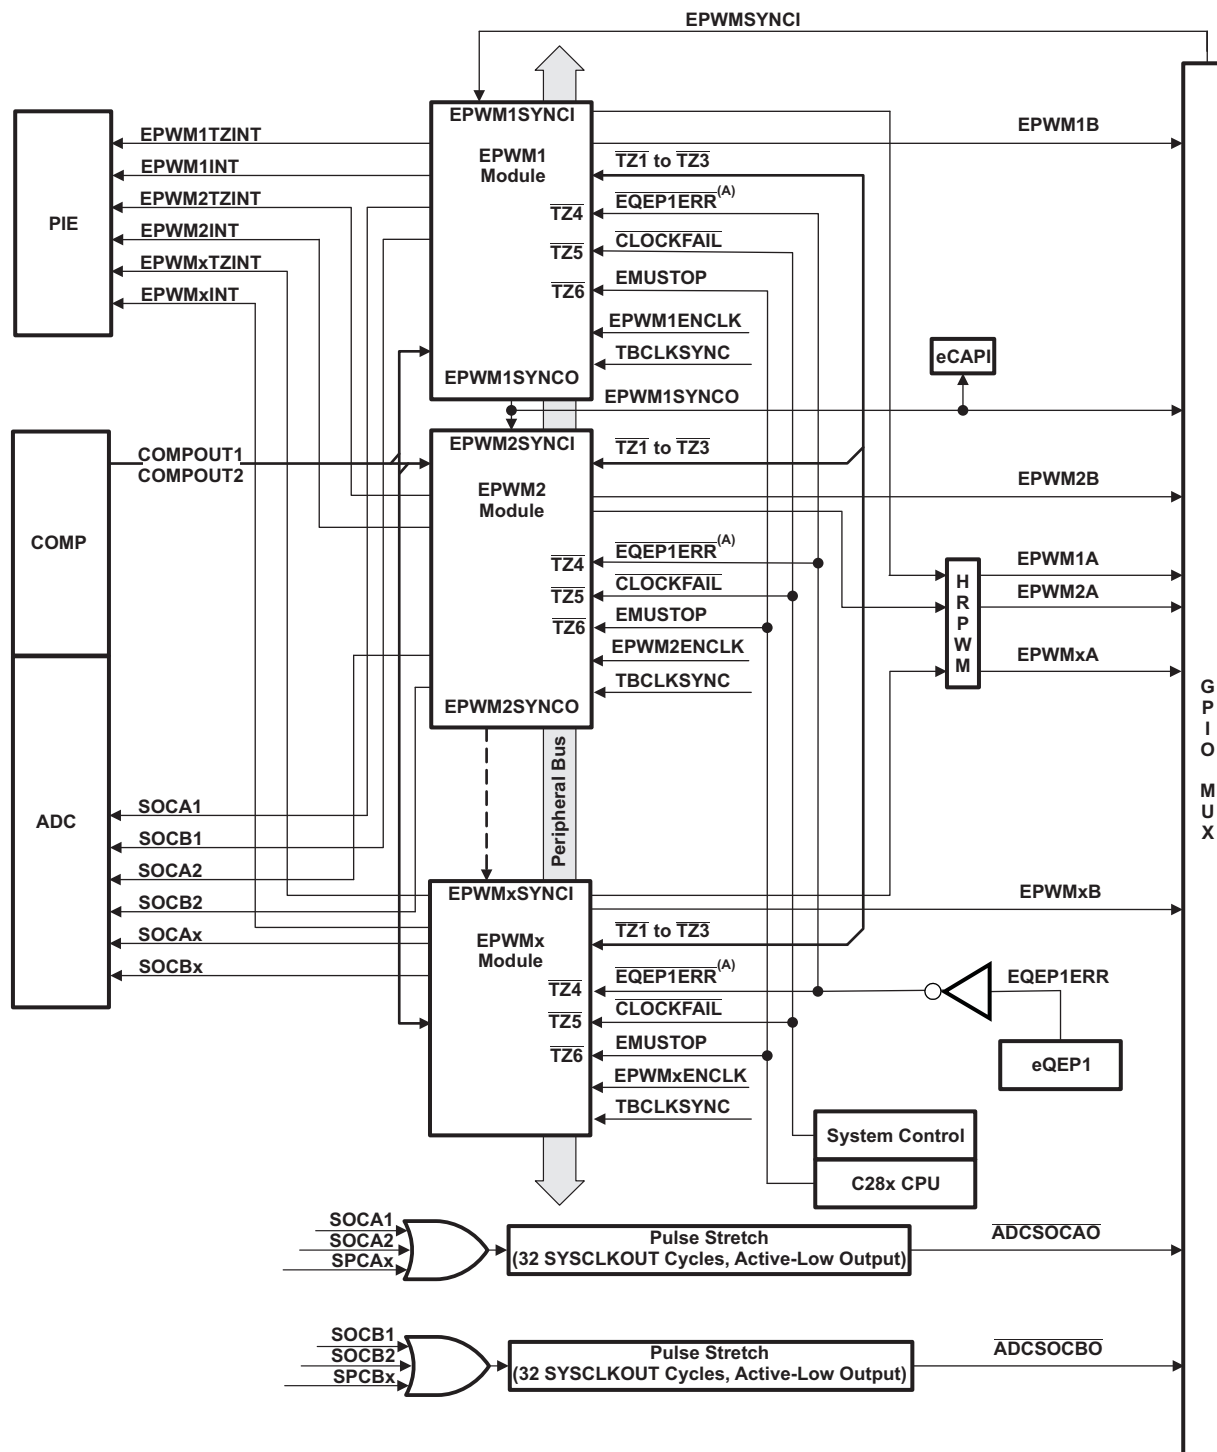 EPWMSYNCI
EPWM1SYNCI
EPWM1TZINT
EPWM1B
EPWM1
Module
TZ1 to TZ3
EPWM1INT
EPWM2TZINT
EQEP1ERR(A)
TZ4
PIE
EPWM2INT
CLOCKFAIL
TZ5
EPWMxTZINT
EMUSTOP
TZ6
EPWMxINT
EPWM1ENCLK
TBCLKSYNC
eCAPI
EPWM1SYNCO
EPWM1SYNCO
EPWM2SYNCI
TZ1 to TZ3
COMPOUT1
COMPOUT2
EPWM2
Module
EPWM2B
COMP
EQEP1ERR(A)
TZ4
CLOCKFAIL
TZ5
EMUSTOP
TZ6
HRPWM
EPWM1A
EPWM2A
EPWM2ENCLK
EPWMxA
TBCLKSYNC
EPWM2SYNCO
GPIO MUX
Peripheral Bus
SOCA1
ADC
SOCB1
SOCA2
SOCB2
SOCAx
SOCBx
EPWMxSYNCI
EPWMxB
EPWMx
Module
TZ1 to TZ3
EQEP1ERR(A)
TZ4
EQEP1ERR
CLOCKFAIL
TZ5
EMUSTOP
TZ6
eQEP1
EPWMxENCLK
TBCLKSYNC
System Control
C28x CPU
SOCA1
SOCA2
SPCAx
Pulse Stretch
(32 SYSCLKOUT Cycles, Active-Low Output)
ADCSOCAO
SOCB1
SOCB2
SPCBx
Pulse Stretch
(32 SYSCLKOUT Cycles, Active-Low Output)
ADCSOCBO